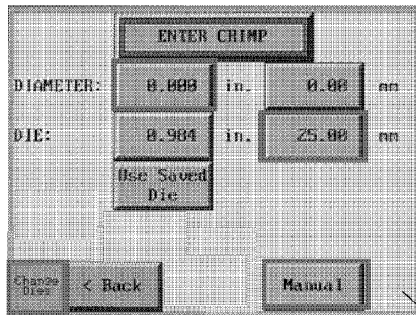 ENTER CRIMP
DIAMETER: 0.000 in. 0.00 mm
DIE: 0.984 in. 25.00 mm
Use Saved
Die
Change
Dies
< Back
Manual